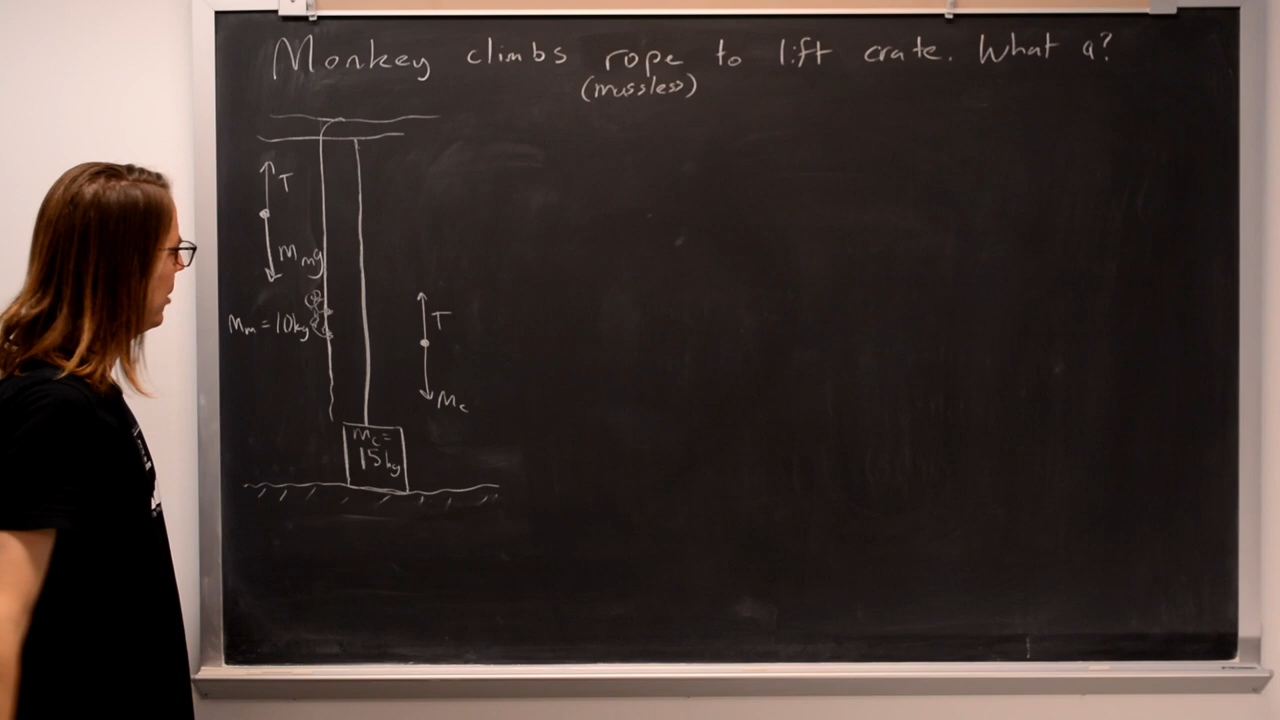 Monkey climbs rope to lift crate. What a?
(massless)
T
Mmg
Mm = 10kg
T
Mc
Mc =
15kg